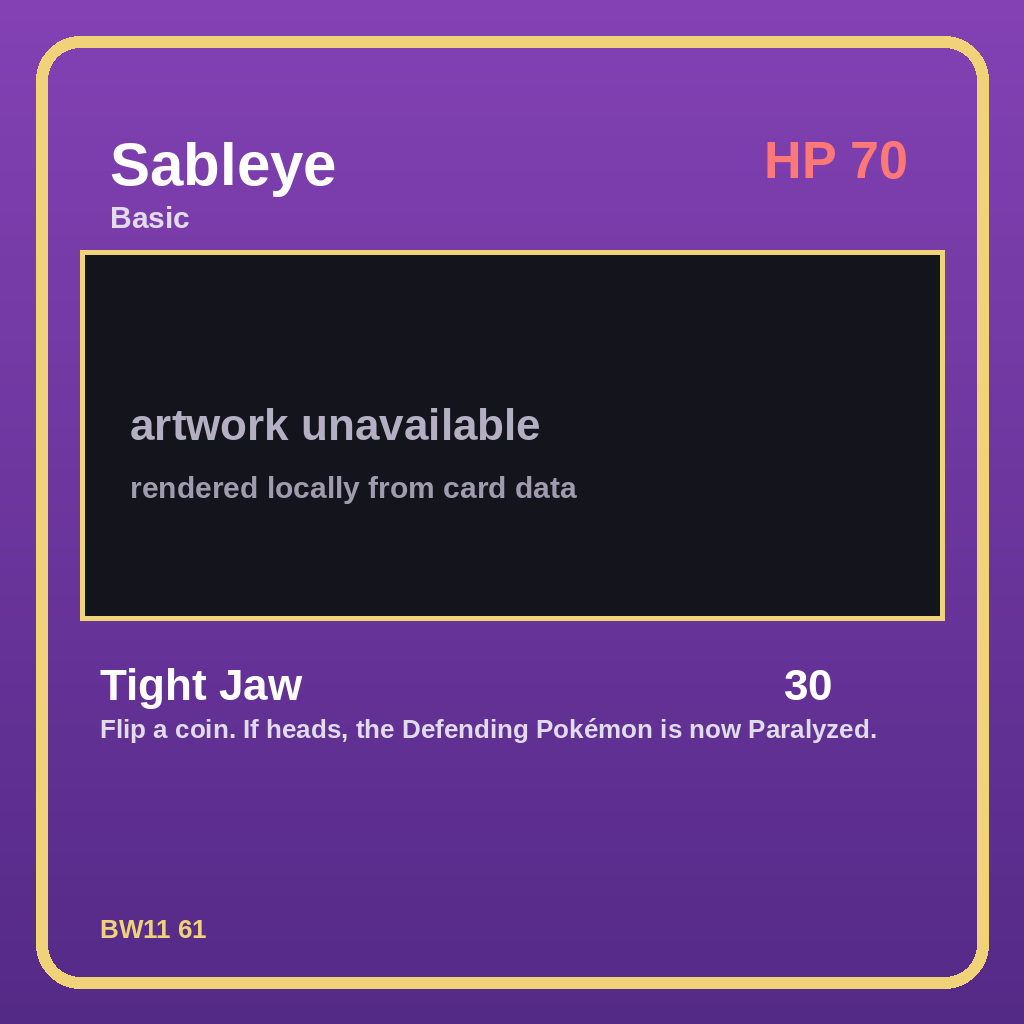 Sableye
HP 70
Basic
artwork unavailable
rendered locally from card data
Tight Jaw
30
Flip a coin. If heads, the Defending Pokémon is now Paralyzed.
BW11 61